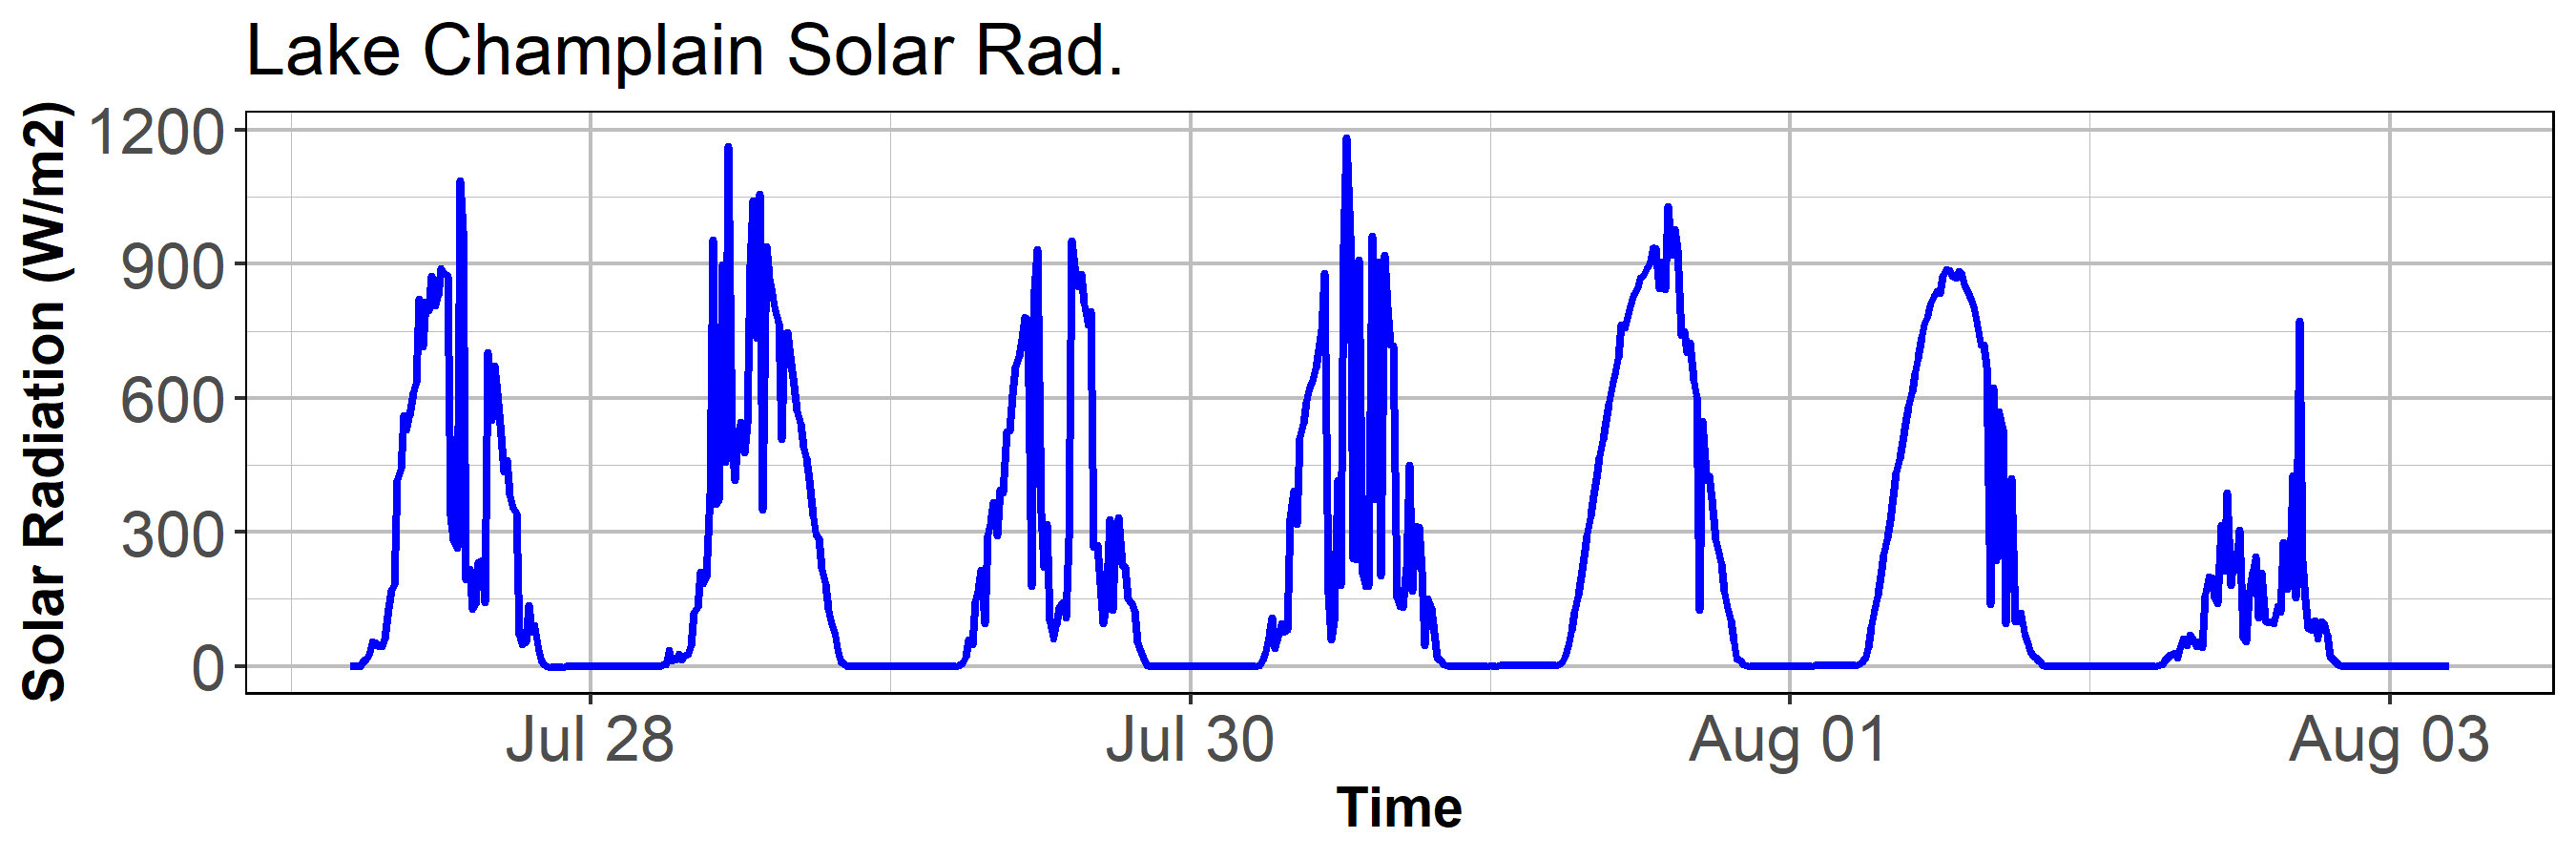 Lake Champlain Solar Rad.
Solar Radiation (W/m2)
1200
900
600
300
0
Jul 28 Jul 30 Aug 01 Aug 03
Time